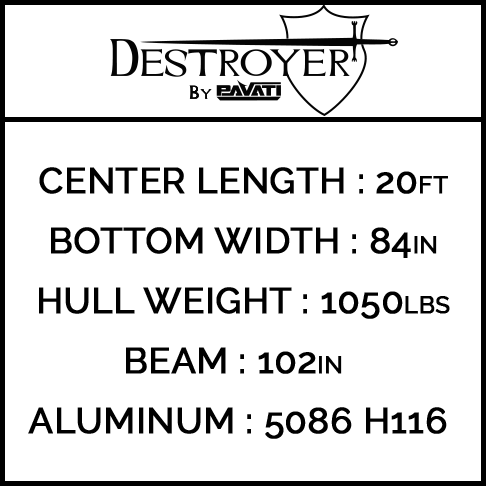 DESTROYER
BY PAVATI
CENTER LENGTH : 20FT
BOTTOM WIDTH : 84IN
HULL WEIGHT : 1050LBS
BEAM : 102IN
ALUMINUM : 5086 H116